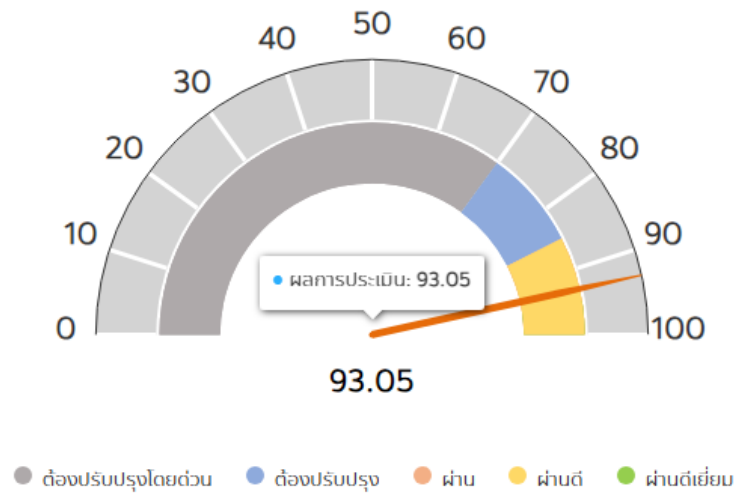 50
40
60
30
70
20
80
10
90
ผลการประเมิน: 93.05
0
100
93.05
ต้องปรับปรุงโดยด่วน
ต้องปรับปรุง
ผ่าน
ผ่านดี
ผ่านดีเยี่ยม